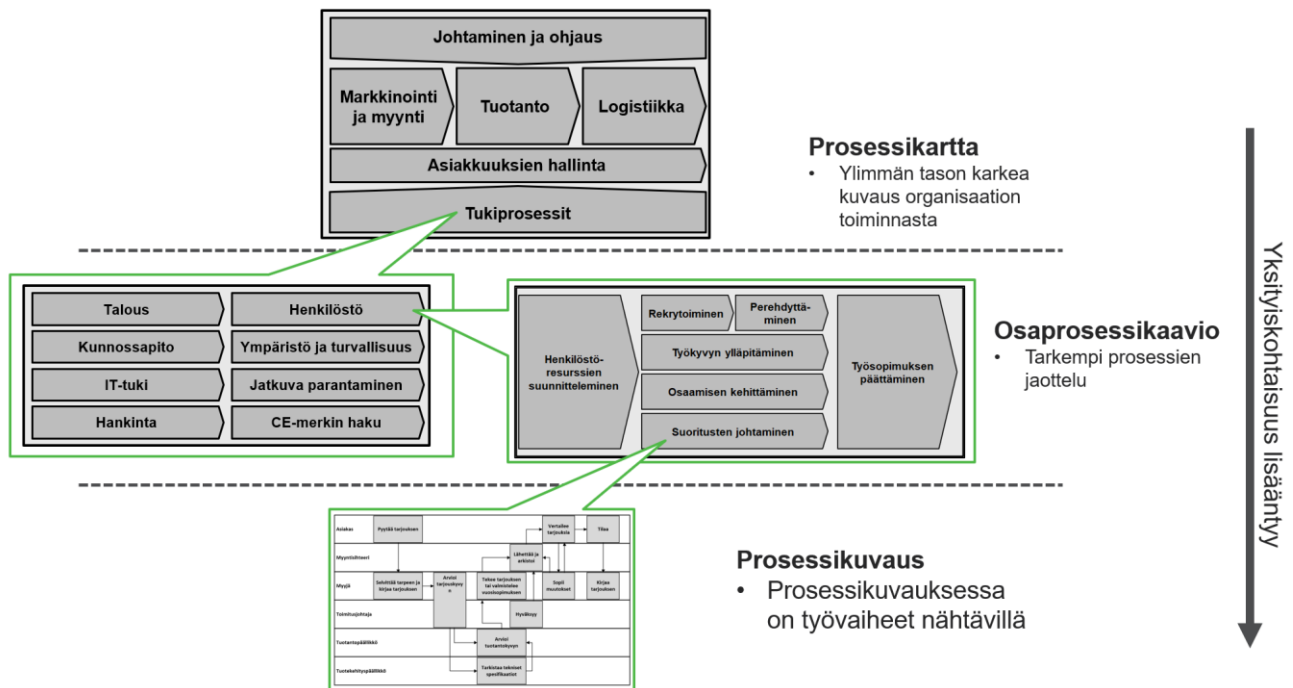 Johtaminen ja ohjaus
Markkinointi
ja myynti
Tuotanto
Logistiikka
Asiakkuuksien hallinta
Tukiprosessit
Prosessikartta
• Ylimmän tason karkea
kuvaus organisaation
toiminnasta
Yksityiskohtaisuus lisääntyy
Talous
Henkilöstö
Kunnossapito
Ympäristö ja turvallisuus
IT-tuki
Jatkuva parantaminen
Hankinta
CE-merkin haku
Henkilöstö-
resurssien
suunnitteleminen
Rekrytoiminen
Perehdyttä-
minen
Työkyvyn ylläpitäminen
Osaamisen kehittäminen
Suoritusten johtaminen
Työsopimuksen
päättäminen
Osaprosessikaavio
• Tarkempi prosessien
jaottelu
Asiakas
Pyytää tarjouksen
Vertailee
tarjouksia
Tilaa
Myyntisihteeri
Lähettää ja
arkistoi
Myyjä
Selvittää tarpeen ja
kirjaa tarjouksen
Arvioi
tarjouskyvy
n
Tekee tarjouksen
tai valmistelee
vuosisopimuksen
Sopii
muutokset
Kirjaa
tarjouksen
Toimitusjohtaja
Hyväksyy
Tuotantopäällikkö
Arvioi
tuotantokyvyn
Tuotekehityspäällikkö
Tarkistaa tekniset
spesifikaatiot
Prosessikuvaus
• Prosessikuvauksessa
on työvaiheet nähtävillä